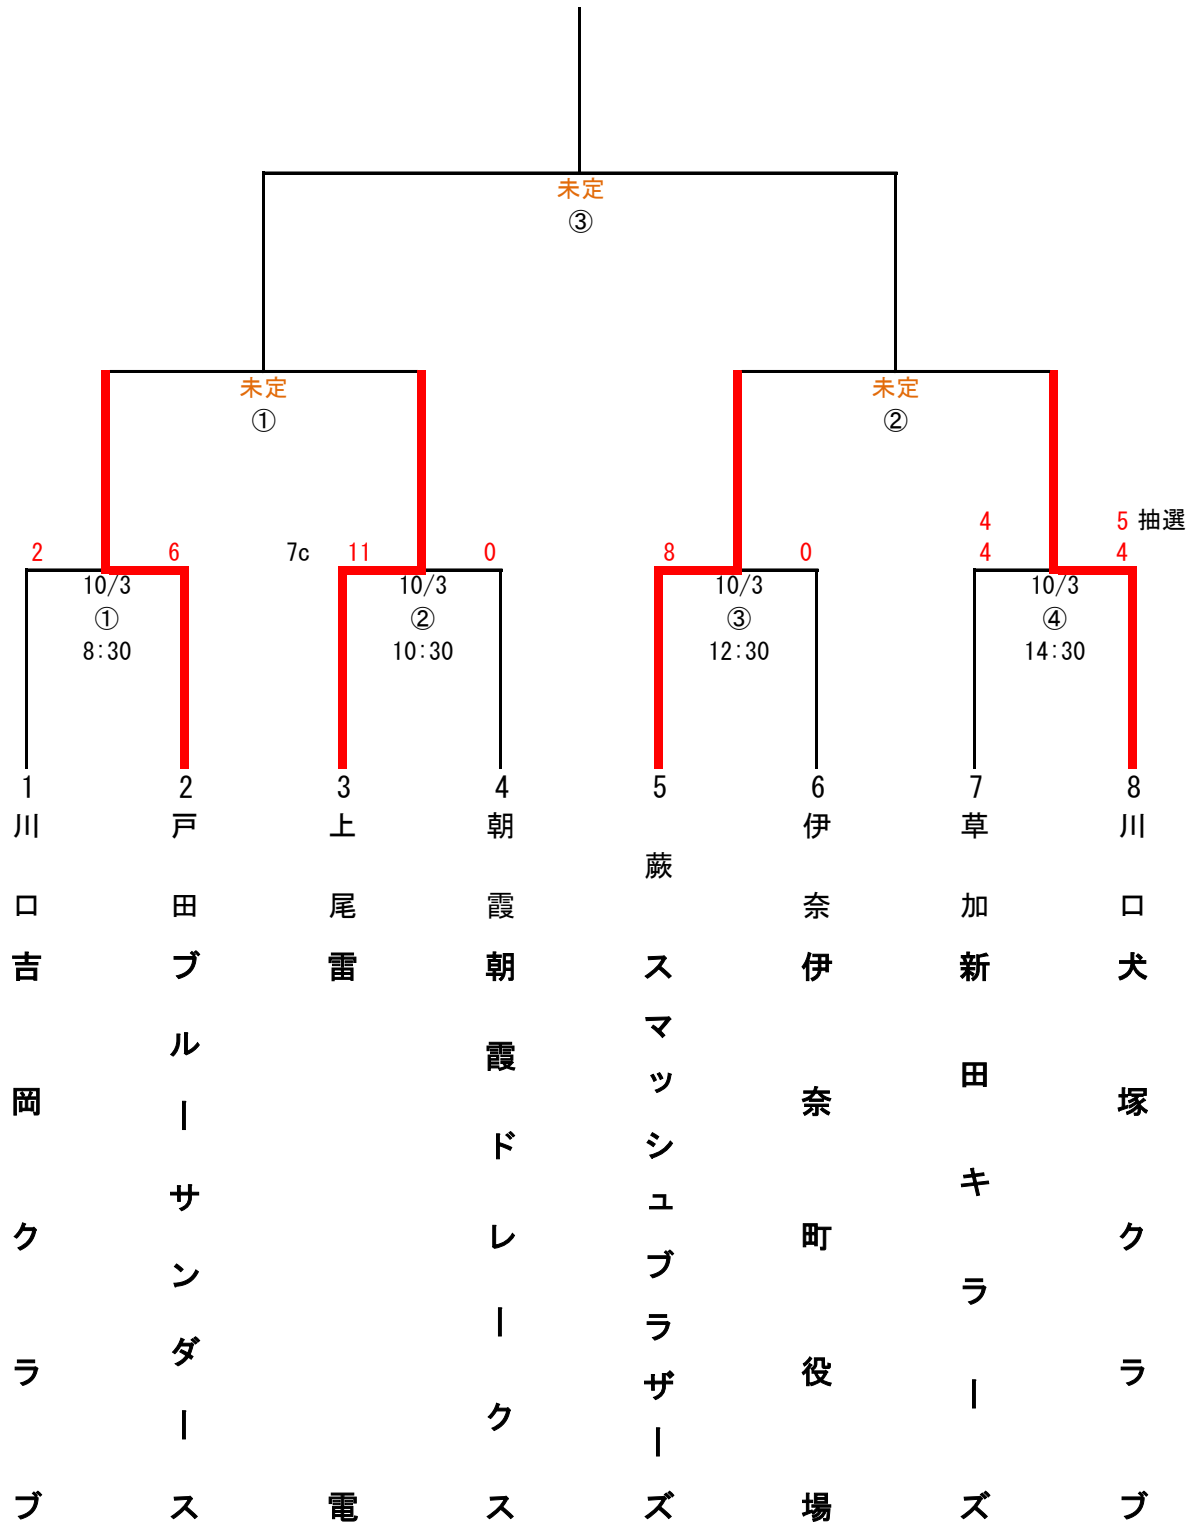 未定
③
未定
①
未定
②
4
5 抽選
2
6
7c
11
0
8
0
4
4
10/3
①
8:30
10/3
②
10:30
10/3
③
12:30
10/3
④
14:30
1
2
3
4
5
6
7
8
川口
戸田
上尾
朝霞
蕨
伊奈
草加
川口
吉岡クラブ
ブルーサンダース
雷電
朝霞ドレークス
スマッシュブラザーズ
伊奈町役場
新田キラーズ
犬塚クラブ